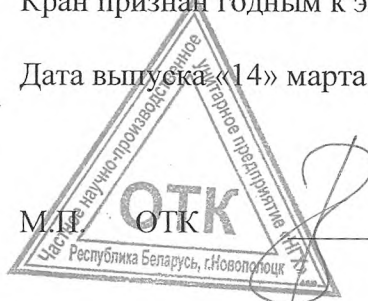 Кран признан годным к э
Дата выпуска «14» марта
М.П. ОТК
Частное научно-производственное
унитарное предприятие
ОТК
Республика Беларусь, г.Новополоцк